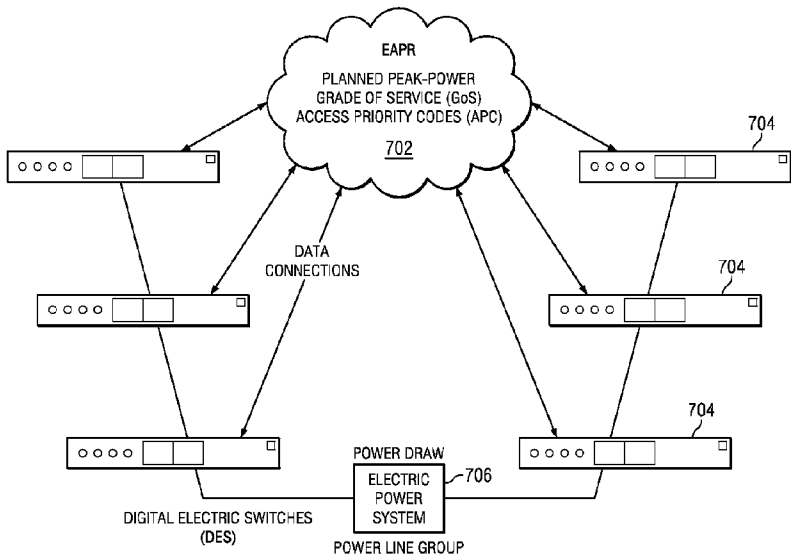 EAPR
PLANNED PEAK-POWER
GRADE OF SERVICE (GoS)
ACCESS PRIORITY CODES (APC)
702
704
DATA
CONNECTIONS
704
704
POWER DRAW
706
ELECTRIC
POWER
SYSTEM
DIGITAL ELECTRIC SWITCHES
(DES)
POWER LINE GROUP